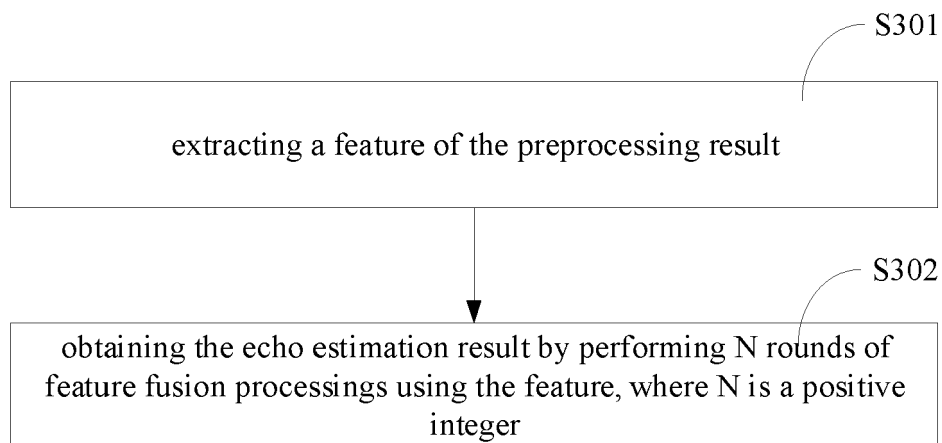 S301
extracting a feature of the preprocessing result
S302
obtaining the echo estimation result by performing N rounds of
feature fusion processings using the feature, where N is a positive
integer